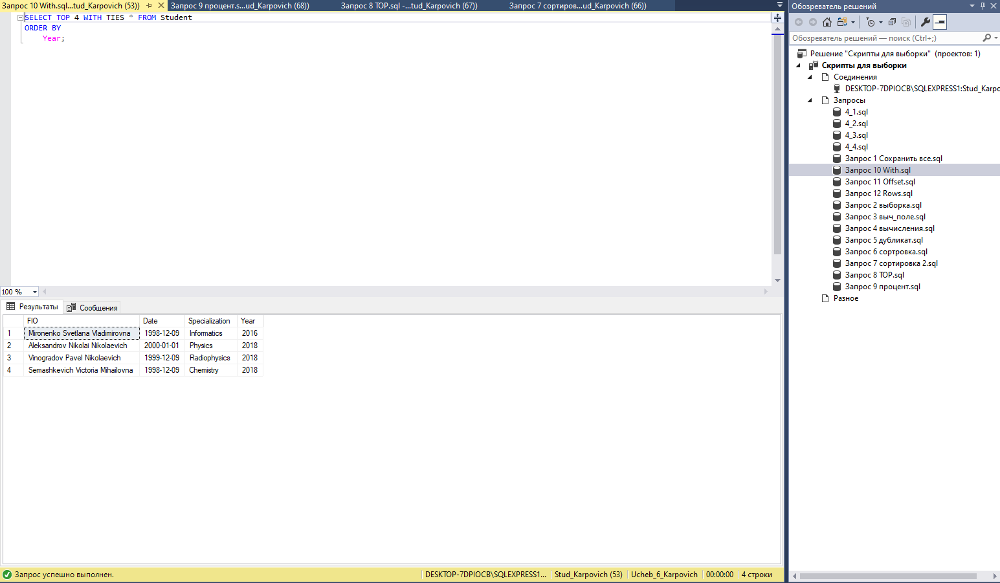 Запрос 10 With.sql...tud_Karpovich (53))
Запрос 9 процент.s...ud_Karpovich (68))
Запрос 8 TOP.sql -...tud_Karpovich (67))
Запрос 7 сортиров...ud_Karpovich (66))
SELECT TOP 4 WITH TIES * FROM Student
ORDER BY
Year;
100 %
Результаты
Сообщения
FIO Date Specialization Year
1 Mironenko Svetlana Vladimirovna 1998-12-09 Informatics 2016
2 Aleksandrov Nikolai Nikolaevich 2000-01-01 Physics 2018
3 Vinogradov Pavel Nikolaevich 1999-12-09 Radiophysics 2018
4 Semashkevich Victoria Mihailovna 1998-12-09 Chemistry 2018
Запрос успешно выполнен.
DESKTOP-7DPIOCB\SQLEXPRESS1...
Stud_Karpovich (53)
Ucheb_6_Karpovich
00:00:00
4 строки
Обозреватель решений
Обозреватель решений — поиск (Ctrl+;)
Решение "Скрипты для выборки" (проектов: 1)
Скрипты для выборки
Соединения
DESKTOP-7DPIOCB\SQLEXPRESS1:Stud_Karpo
Запросы
4_1.sql
4_2.sql
4_3.sql
4_4.sql
Запрос 1 Сохранить все.sql
Запрос 10 With.sql
Запрос 11 Offset.sql
Запрос 12 Rows.sql
Запрос 2 выборка.sql
Запрос 3 выч_поле.sql
Запрос 4 вычисления.sql
Запрос 5 дубликат.sql
Запрос 6 сортровка.sql
Запрос 7 сортировка 2.sql
Запрос 8 TOP.sql
Запрос 9 процент.sql
Разное